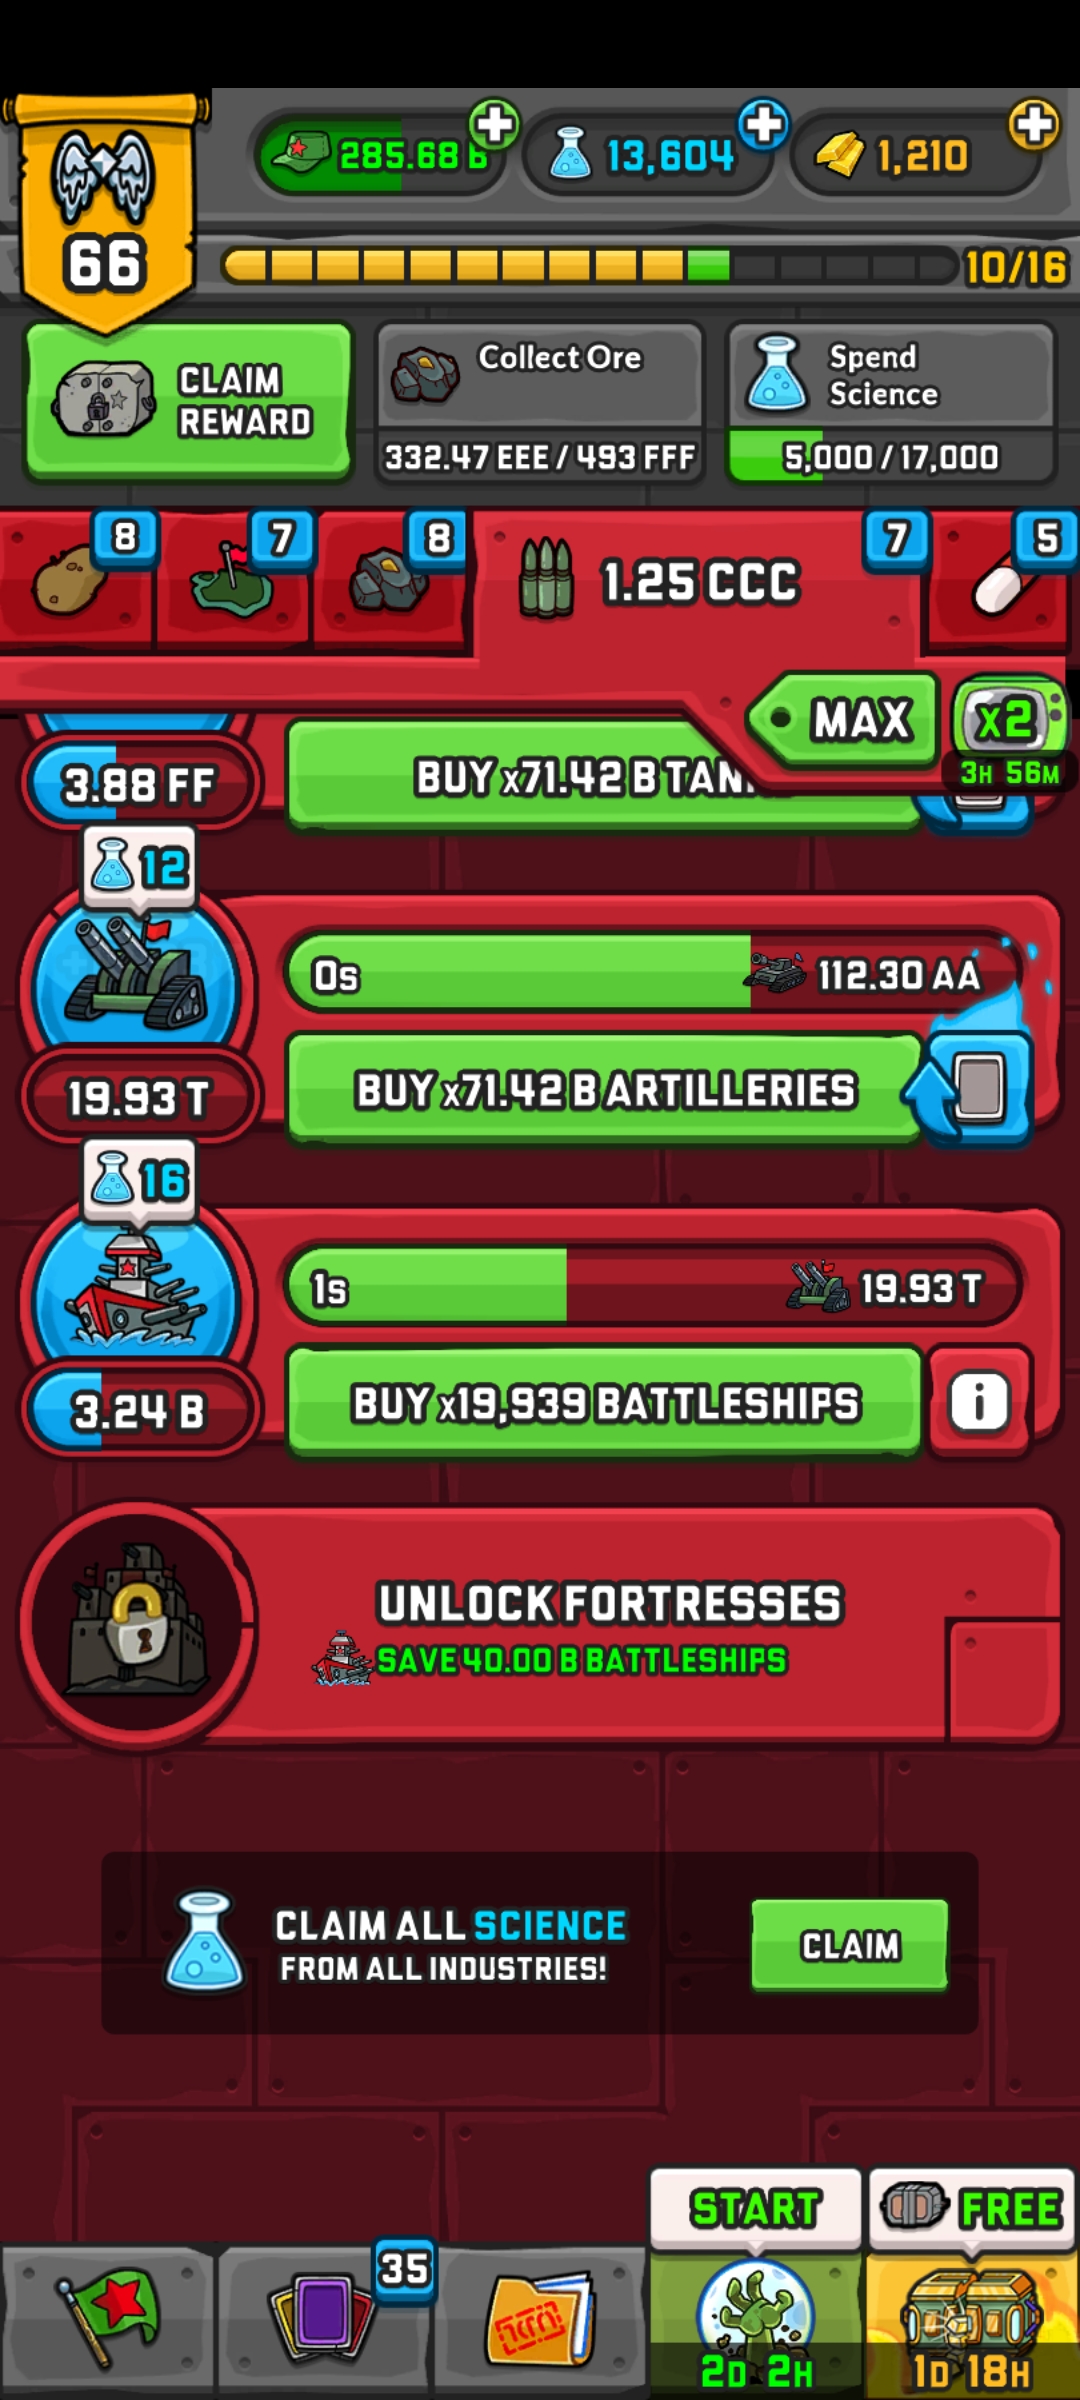 285.68 B
13,604
1,210
66
10/16
CLAIM
REWARD
Collect Ore
332.47 EEE / 493 FFF
Spend
Science
5,000 / 17,000
8
7
8
1.25 CCC
7
5
MAX
x2
3H 56M
3.88 FF
BUY x71.42 B
12
0s
112.30 AA
19.93 T
BUY x71.42 B ARTILLERIES
16
1s
19.93 T
3.24 B
BUY x19,939 BATTLESHIPS
i
UNLOCK FORTRESSES
SAVE 40.00 B BATTLESHIPS
CLAIM ALL SCIENCE
FROM ALL INDUSTRIES!
CLAIM
START
FREE
35
2D 2H
1D 18H